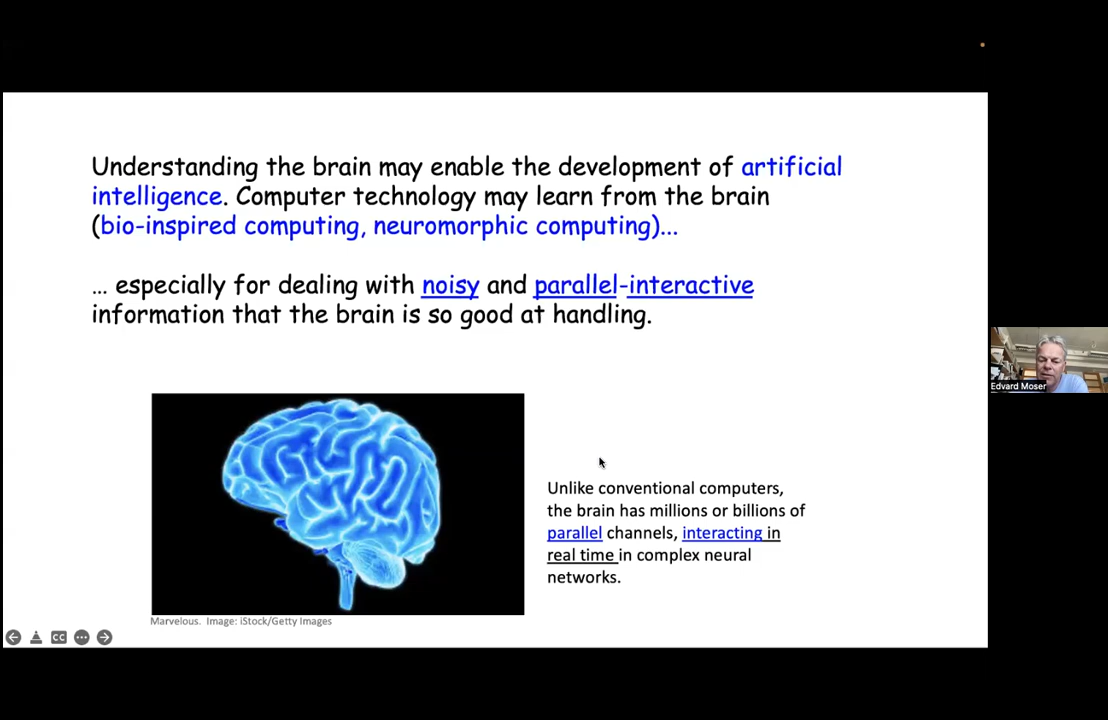 Understanding the brain may enable the development of artificial
intelligence. Computer technology may learn from the brain
(bio-inspired computing, neuromorphic computing)...
... especially for dealing with noisy and parallel-interactive
information that the brain is so good at handling.
Edvard Moser
Unlike conventional computers,
the brain has millions or billions of
parallel channels, interacting in
real time in complex neural
networks.
Marvelous. Image: iStock/Getty Images
CC